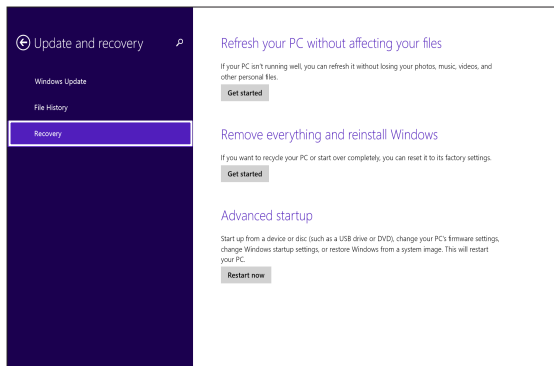 Update and recovery
Windows Update
File History
Recovery
Refresh your PC without affecting your files
If your PC isn't running well, you can refresh it without losing your photos, music, videos, and
other personal files.
Get started
Remove everything and reinstall Windows
If you want to recycle your PC or start over completely, you can reset it to its factory settings.
Get started
Advanced startup
Start up from a device or disc (such as a USB drive or DVD), change your PC's firmware settings,
change Windows startup settings, or restore Windows from a system image. This will restart
your PC.
Restart now